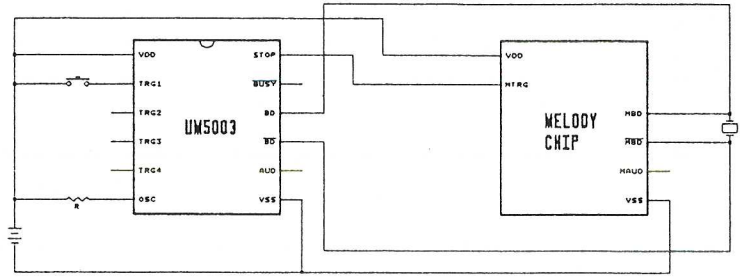 VDD
TRG1
TRG2
TRG3
TRG4
OSC
UM5003
STOP
BUSY
BD
BD
AUD
VSS
R
VDD
MTRG
MELODY
CHIP
MBD
MBD
MAUD
VSS